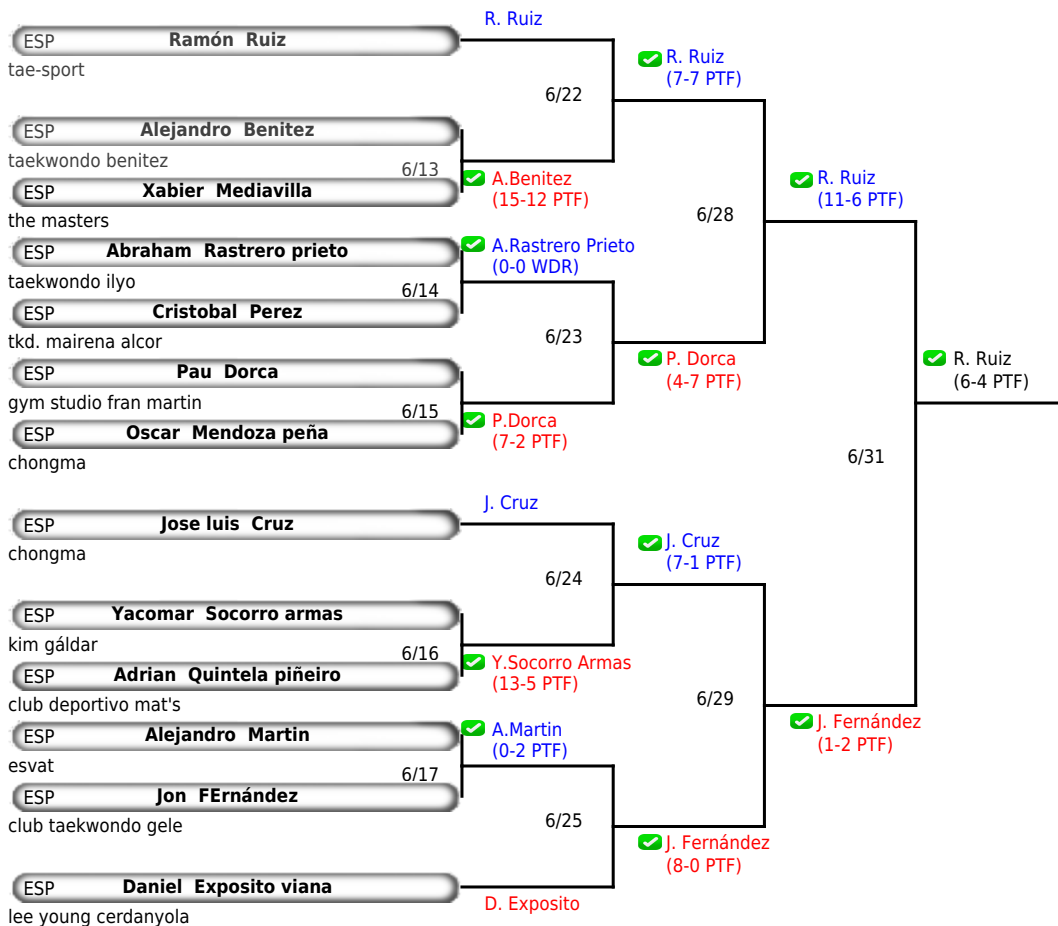 R. Ruiz
ESP Ramón Ruiz
tae-sport
6/22
R. Ruiz
(7-7 PTF)
ESP Alejandro Benitez
taekwondo benitez
6/13
A.Benitez
(15-12 PTF)
ESP Xabier Mediavilla
the masters
6/28
R. Ruiz
(11-6 PTF)
ESP Abraham Rastrero prieto
taekwondo ilyo
A.Rastrero Prieto
(0-0 WDR)
6/14
ESP Cristobal Perez
tkd. mairena alcor
6/23
P. Dorca
(4-7 PTF)
ESP Pau Dorca
gym studio fran martin
6/15
P.Dorca
(7-2 PTF)
ESP Oscar Mendoza peña
chongma
R. Ruiz
(6-4 PTF)
6/31
J. Cruz
ESP Jose luis Cruz
chongma
6/24
J. Cruz
(7-1 PTF)
ESP Yacomar Socorro armas
kim gáldar
6/16
Y.Socorro Armas
(13-5 PTF)
ESP Adrian Quintela piñeiro
club deportivo mat's
6/29
J. Fernández
(1-2 PTF)
ESP Alejandro Martin
esvat
A.Martin
(0-2 PTF)
6/17
ESP Jon FErnández
club taekwondo gele
6/25
J. Fernández
(8-0 PTF)
ESP Daniel Exposito viana
lee young cerdanyola
D. Exposito